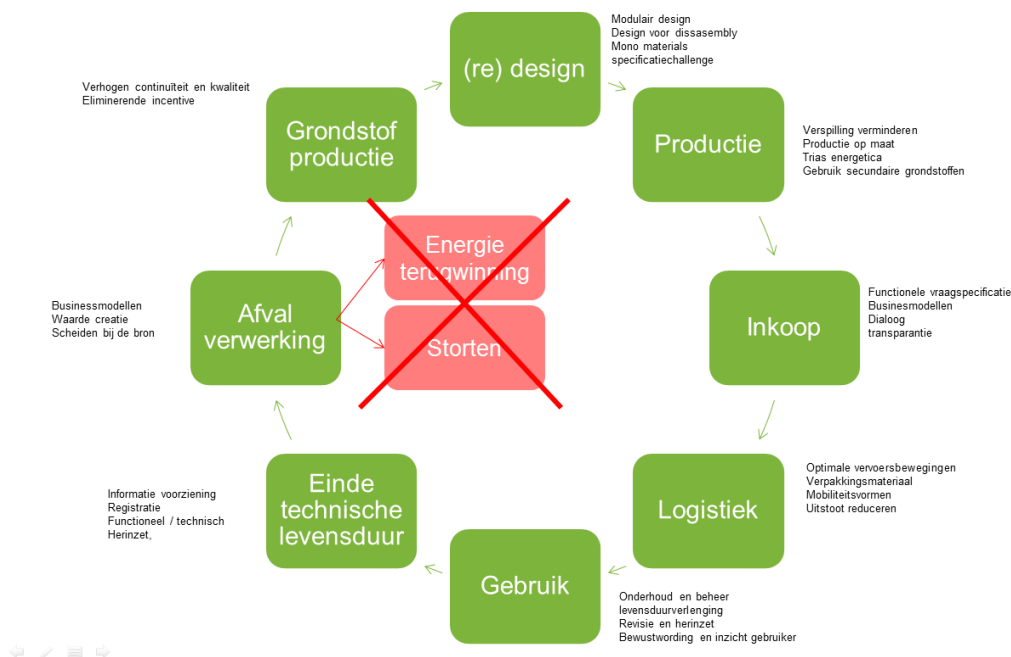 (re) design
Modulair design
Design voor dissasembly
Mono materials
specificatiechallenge
Productie
Verspilling verminderen
Productie op maat
Trias energetica
Gebruik secundaire grondstoffen
Inkoop
Functionele vraagspecificatie
Businesmodellen
Dialoog
transparantie
Logistiek
Optimale vervoersbewegingen
Verpakkingsmateriaal
Mobiliteitsvormen
Uitstoot reduceren
Gebruik
Onderhoud en beheer
levensduurverlenging
Revisie en herinzet
Bewustwording en inzicht gebruiker
Einde
technische
levensduur
Informatie voorziening
Registratie
Functioneel / technisch
Herinzet,
Afval
verwerking
Businessmodellen
Waarde creatie
Scheiden bij de bron
Grondstof
productie
Verhogen continuïteit en kwaliteit
Eliminerende incentive
Energie
terugwinning
Storten